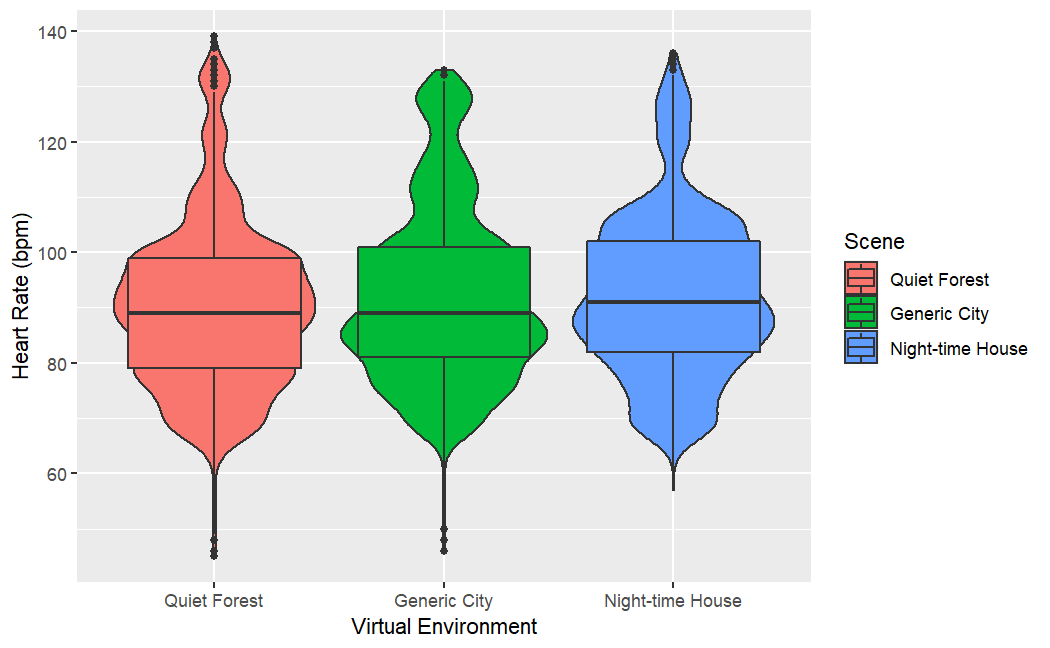 140
120
100
80
60
Heart Rate (bpm)
Quiet Forest
Generic City
Night-time House
Virtual Environment
Scene
Quiet Forest
Generic City
Night-time House